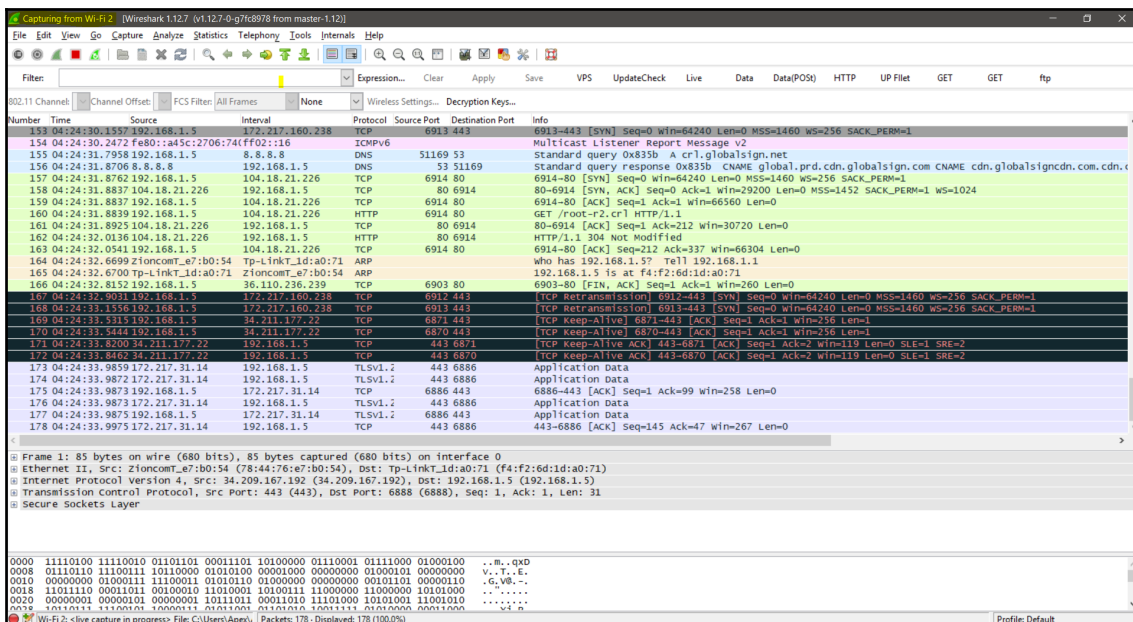 Capturing from Wi-Fi 2 [Wireshark 1.12.7 (v1.12.7-0-g7fc8978 from master-1.12)]
File Edit View Go Capture Analyze Statistics Telephony Tools Internals Help
Filter: Expression... Clear Apply Save VPS UpdateCheck Live Data Data(POSt) HTTP UP FIlet GET GET ftp
802.11 Channel: Channel Offset: FCS Filter: All Frames None Wireless Settings... Decryption Keys...
Number Time Source Interval Protocol Source Port Destination Port Info
153 04:24:30.1557 192.168.1.5 172.217.160.238 TCP 6913 443 6913→443 [SYN] Seq=0 Win=64240 Len=0 MSS=1460 WS=256 SACK_PERM=1
154 04:24:30.2472 fe80::a45c:2706:74( ff02::16 ICMPv6 Multicast Listener Report Message v2
155 04:24:31.7958 192.168.1.5 8.8.8.8 DNS 51169 53 Standard query 0x835b A crl.globalsign.net
156 04:24:31.8706 8.8.8.8 192.168.1.5 DNS 53 51169 Standard query response 0x835b CNAME global.prd.cdn.globalsign.com CNAME cdn.globalsigncdn.com.cdn.c
157 04:24:31.8762 192.168.1.5 104.18.21.226 TCP 6914 80 6914→80 [SYN] Seq=0 Win=64240 Len=0 MSS=1460 WS=256 SACK_PERM=1
158 04:24:31.8837 104.18.21.226 192.168.1.5 TCP 80 6914 80→6914 [SYN, ACK] Seq=0 Ack=1 Win=29200 Len=0 MSS=1452 SACK_PERM=1 WS=1024
159 04:24:31.8837 192.168.1.5 104.18.21.226 TCP 6914 80 6914→80 [ACK] Seq=1 Ack=1 Win=66560 Len=0
160 04:24:31.8839 192.168.1.5 104.18.21.226 HTTP 6914 80 GET /root-r2.crl HTTP/1.1
161 04:24:31.8925 104.18.21.226 192.168.1.5 TCP 80 6914 80→6914 [ACK] Seq=1 Ack=212 Win=30720 Len=0
162 04:24:32.0136 104.18.21.226 192.168.1.5 HTTP 80 6914 HTTP/1.1 304 Not Modified
163 04:24:32.0541 192.168.1.5 104.18.21.226 TCP 6914 80 6914→80 [ACK] Seq=212 Ack=337 Win=66304 Len=0
164 04:24:32.6699 ZioncomT_e7:b0:54 Tp-LinkT_1d:a0:71 ARP Who has 192.168.1.5? Tell 192.168.1.1
165 04:24:32.6700 Tp-LinkT_1d:a0:71 ZioncomT_e7:b0:54 ARP 192.168.1.5 is at f4:f2:6d:1d:a0:71
166 04:24:32.8152 192.168.1.5 36.110.236.239 TCP 6903 80 6903→80 [FIN, ACK] Seq=1 Ack=1 Win=260 Len=0
167 04:24:32.9031 192.168.1.5 172.217.160.238 TCP 6912 443 [TCP Retransmission] 6912→443 [SYN] Seq=0 Win=64240 Len=0 MSS=1460 WS=256 SACK_PERM=1
168 04:24:33.1556 192.168.1.5 172.217.160.238 TCP 6913 443 [TCP Retransmission] 6913→443 [SYN] Seq=0 Win=64240 Len=0 MSS=1460 WS=256 SACK_PERM=1
169 04:24:33.5315 192.168.1.5 34.211.177.22 TCP 6871 443 [TCP Keep-Alive] 6871→443 [ACK] Seq=1 Ack=1 Win=256 Len=1
170 04:24:33.5444 192.168.1.5 34.211.177.22 TCP 6870 443 [TCP Keep-Alive] 6870→443 [ACK] Seq=1 Ack=1 Win=256 Len=1
171 04:24:33.8200 34.211.177.22 192.168.1.5 TCP 443 6871 [TCP Keep-Alive ACK] 443→6871 [ACK] Seq=1 Ack=2 Win=119 Len=0 SLE=1 SRE=2
172 04:24:33.8462 34.211.177.22 192.168.1.5 TCP 443 6870 [TCP Keep-Alive ACK] 443→6870 [ACK] Seq=1 Ack=2 Win=119 Len=0 SLE=1 SRE=2
173 04:24:33.9859 172.217.31.14 192.168.1.5 TLSv1.2 443 6886 Application Data
174 04:24:33.9872 172.217.31.14 192.168.1.5 TLSv1.2 443 6886 Application Data
175 04:24:33.9873 192.168.1.5 172.217.31.14 TCP 6886 443 6886→443 [ACK] Seq=1 Ack=99 Win=258 Len=0
176 04:24:33.9873 172.217.31.14 192.168.1.5 TLSv1.2 443 6886 Application Data
177 04:24:33.9873 192.168.1.5 172.217.31.14 TLSv1.2 6886 443 Application Data
178 04:24:33.9975 172.217.31.14 192.168.1.5 TCP 443 6886 443→6886 [ACK] Seq=145 Ack=47 Win=267 Len=0
Frame 1: 85 bytes on wire (680 bits), 85 bytes captured (680 bits) on interface 0
Ethernet II, Src: ZioncomT_e7:b0:54 (78:44:76:e7:b0:54), Dst: Tp-LinkT_1d:a0:71 (f4:f2:6d:1d:a0:71)
Internet Protocol Version 4, Src: 34.209.167.192 (34.209.167.192), Dst: 192.168.1.5 (192.168.1.5)
Transmission Control Protocol, Src Port: 443 (443), Dst Port: 6888 (6888), Seq: 1, Ack: 1, Len: 31
Secure Sockets Layer
0000 11110100 11110010 01101101 00011101 10100000 01110001 01111000 01000100 ..m..qxD
0008 01110110 11100111 10110000 01010100 00001000 00000000 01000101 00000000 v..T..E.
0010 00000000 01000111 11100011 01010110 01000000 00000000 00101101 00000110 .G.V@.-.
0018 11011110 00011011 00100010 11010001 10100111 11000000 11000000 10101000 ..".....
0020 00000001 00000101 00000001 10111011 00011010 11101000 10101001 11001010 ........
0028 10110111 11100101 10000111 01011001 01101010 10011111 01010000 00011000
Wi-Fi 2: <live capture in progress> File: C:\Users\Apex\ Packets: 178 · Displayed: 178 (100.0%) Profile: Default